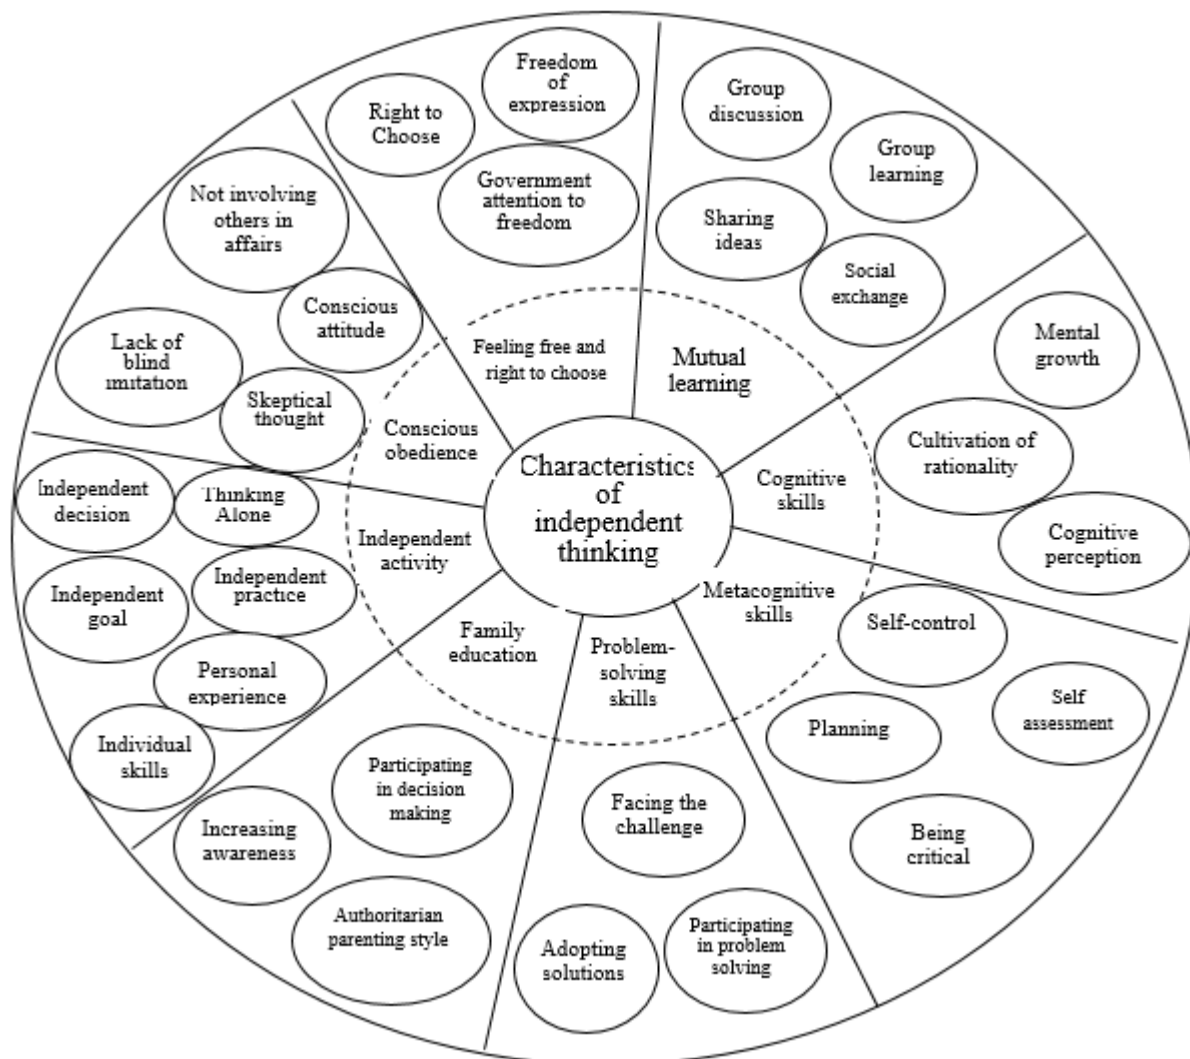 Freedom
of
expression
Right to
Choose
Government
attention to
freedom
Group
discussion
Group
learning
Sharing
ideas
Social
exchange
Not involving
others in
affairs
Conscious
attitude
Lack of
blind
imitation
Skeptical
thought
Feeling free and
right to choose
Mutual
learning
Mental
growth
Cultivation of
rationality
Cognitive
perception
Conscious
obedience
Cognitive
skills
Characteristics
of
independent
thinking
Independent
decision
Thinking
Alone
Independent
activity
Independent
goal
Independent
practice
Personal
experience
Individual
skills
Family
education
Problem-
solving
skills
Metacognitive
skills
Self-control
Self
assessment
Planning
Being
critical
Participating
in decision
making
Increasing
awareness
Authoritarian
parenting style
Facing the
challenge
Adopting
solutions
Participating
in problem
solving